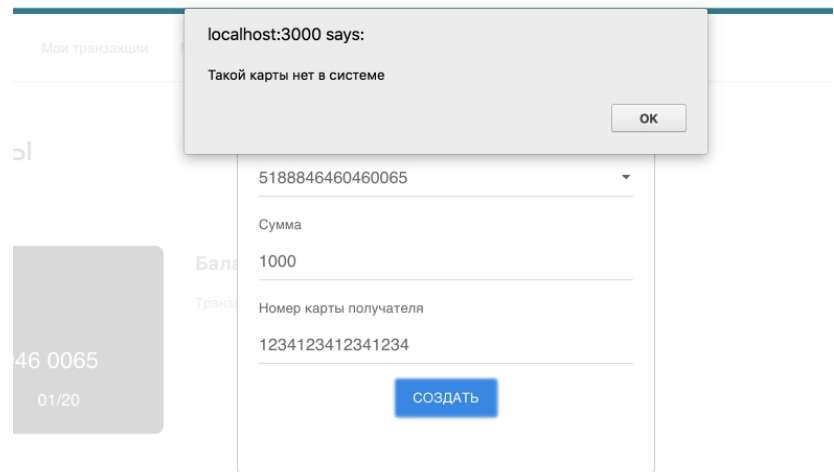 localhost:3000 says:
Мои транзакции
Такой карты нет в системе
OK
5188846460460065
Сумма
1000
Номер карты получателя
1234123412341234
46 0065
01/20
СОЗДАТЬ